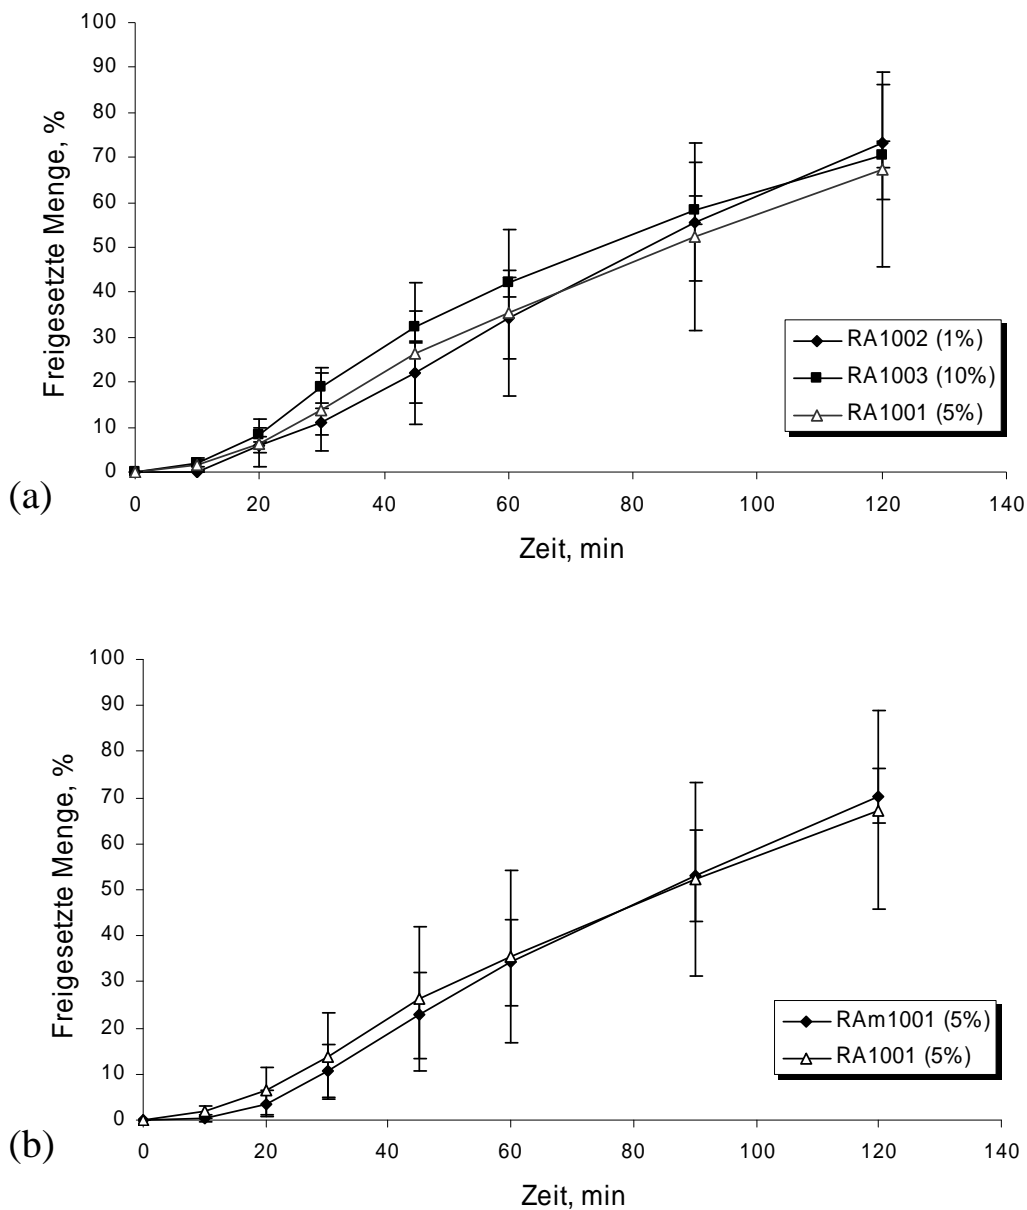 100
90
80
70
60
50
40
30
20
10
0
Freigesetzte Menge, %
RA1002 (1%)
RA1003 (10%)
RA1001 (5%)
(a)
0 20 40 60 80 100 120 140
Zeit, min
100
90
80
70
60
50
40
30
20
10
0
Freigesetzte Menge, %
RAm1001 (5%)
RA1001 (5%)
(b)
0 20 40 60 80 100 120 140
Zeit, min